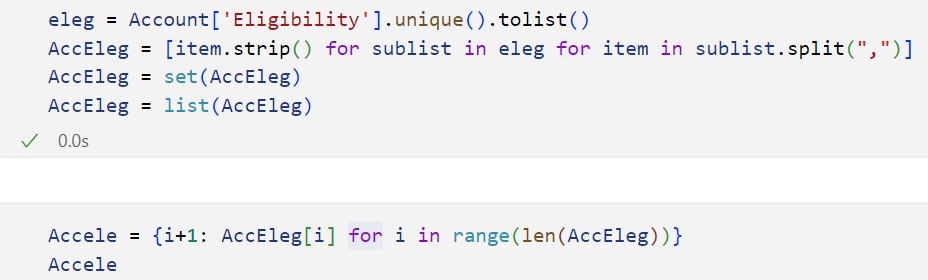 eleg = Account['Eligibility'].unique().tolist()
AccEleg = [item.strip() for sublist in eleg for item in sublist.split(",")]
AccEleg = set(AccEleg)
AccEleg = list(AccEleg)
✓ 0.0s
Accele = {i+1: AccEleg[i] for i in range(len(AccEleg))}
Accele